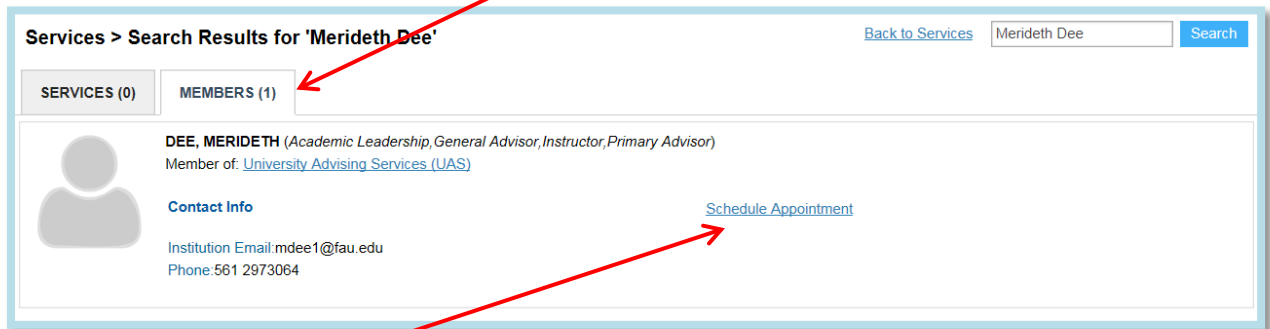 Services > Search Results for 'Merideth Dee'
Back to Services
Merideth Dee
Search
SERVICES (0)
MEMBERS (1)
DEE, MERIDETH (Academic Leadership,General Advisor,Instructor,Primary Advisor)
Member of: University Advising Services (UAS)
Contact Info
Schedule Appointment
Institution Email:mdee1@fau.edu
Phone:561 2973064